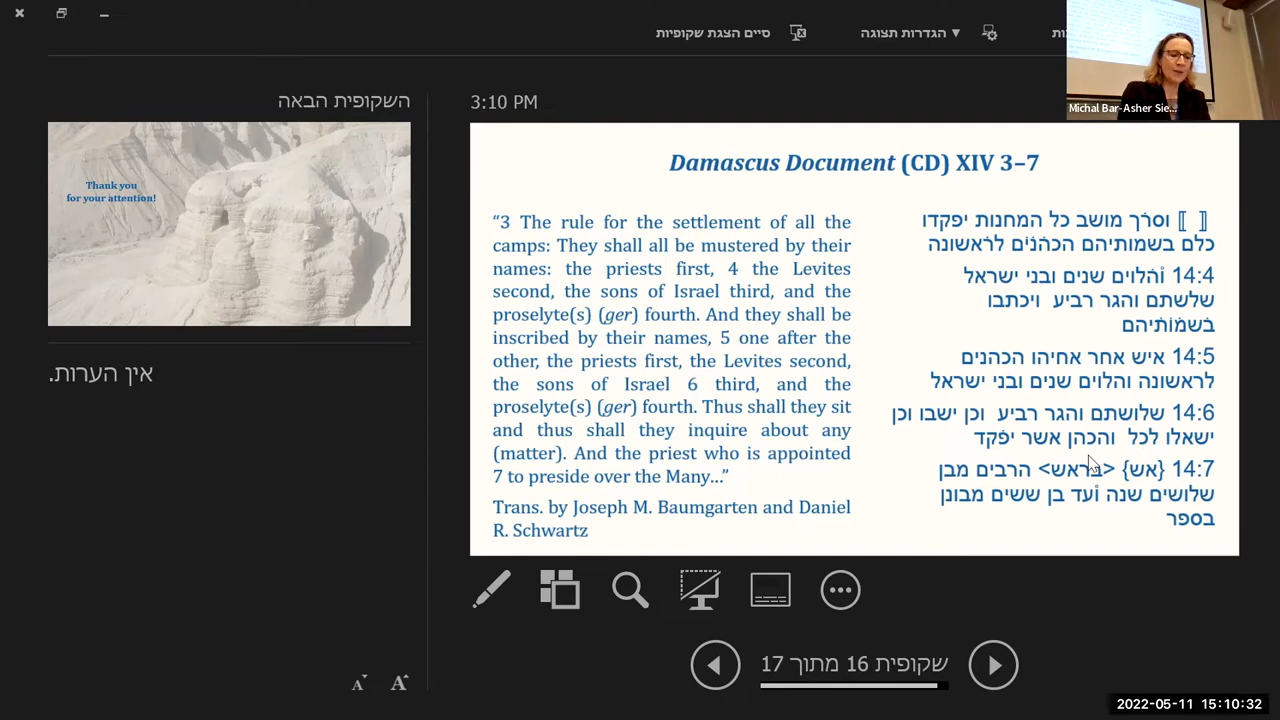 סיים הצגת שקופיות
▼ הגדרות תצוגה
Michal Bar-Asher Sie...
השקופית הבאה
3:10 PM
Thank you
for your attention!
אין הערות.
Damascus Document (CD) XIV 3–7
“3 The rule for the settlement of all the
camps: They shall all be mustered by their
names: the priests first, 4 the Levites
second, the sons of Israel third, and the
proselyte(s) (ger) fourth. And they shall be
inscribed by their names, 5 one after the
other, the priests first, the Levites second,
the sons of Israel 6 third, and the
proselyte(s) (ger) fourth. Thus shall they sit
and thus shall they inquire about any
(matter). And the priest who is appointed
7 to preside over the Many…”
Trans. by Joseph M. Baumgarten and Daniel
R. Schwartz
⟦ ⟧ וסרך מושב כל המחנות יפקדו
כלם בשמותיהם הכהנים לראשונה
14:4 והלוים שנים ובני ישראל
שלשתם והגר רביע ויכתבו
בשמותיהם
14:5 איש אחר אחיהו הכהנים
לראשונה והלוים שנים ובני ישראל
14:6 שלושתם והגר רביע וכן ישבו וכן
ישאלו לכל והכהן אשר יפקד
14:7 {אש} <בראש> הרבים מבן
שלושים שנה ועד בן ששים מבונן
בספר
שקופית 16 מתוך 17
2022-05-11 15:10:32